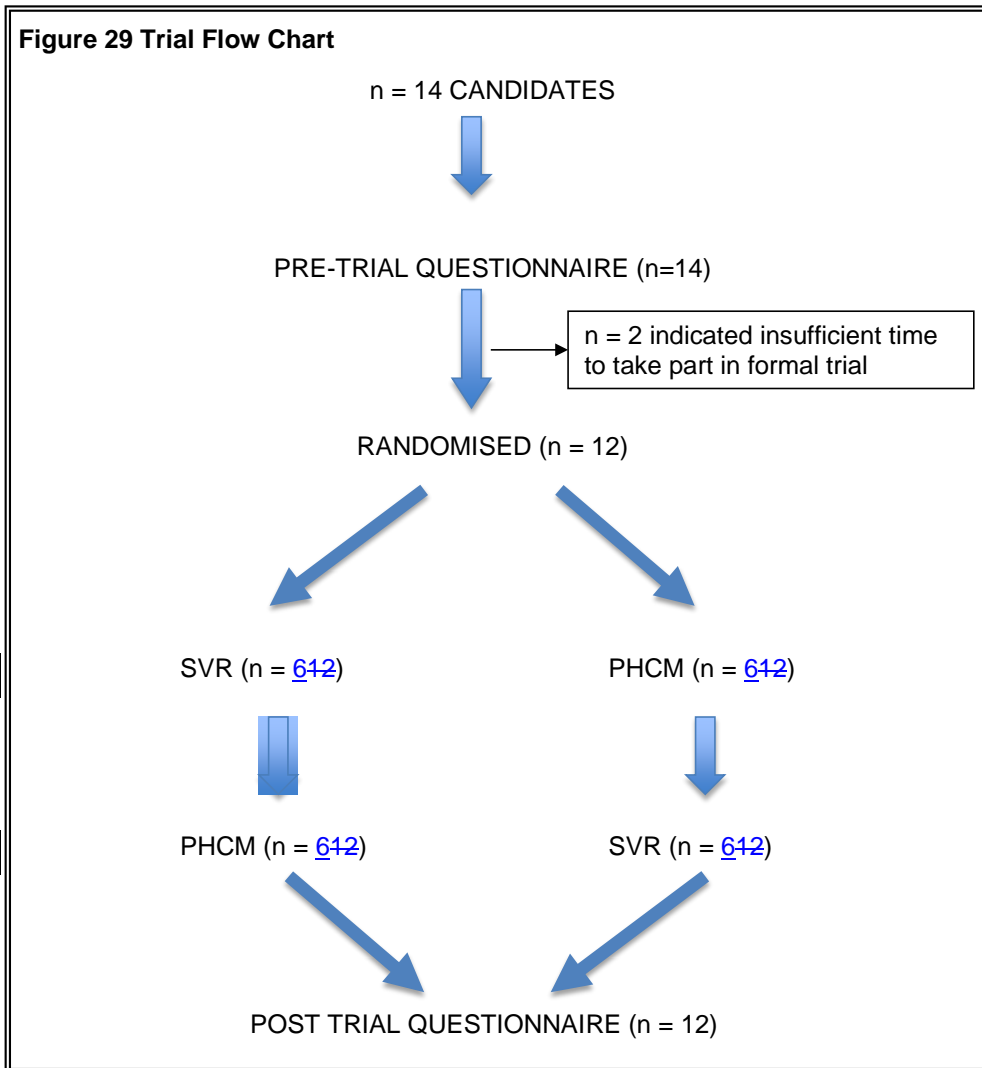 Figure 29 Trial Flow Chart
n = 14 CANDIDATES
PRE-TRIAL QUESTIONNAIRE (n=14)
n = 2 indicated insufficient time
to take part in formal trial
RANDOMISED (n = 12)
SVR (n = 612)
PHCM (n = 612)
PHCM (n = 612)
SVR (n = 612)
POST TRIAL QUESTIONNAIRE (n = 12)